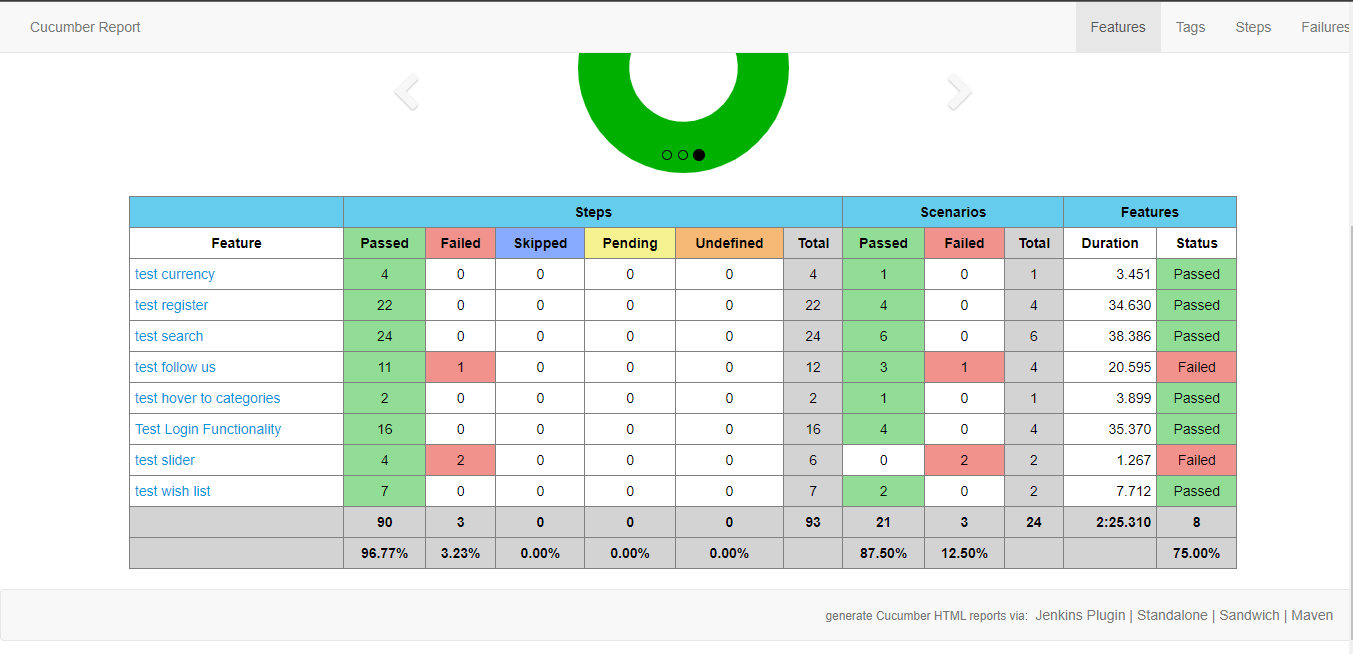 Cucumber Report Features Tags Steps Failures
Steps Scenarios Features
Feature Passed Failed Skipped Pending Undefined Total Passed Failed Total Duration Status
test currency 4 0 0 0 0 4 1 0 1 3.451 Passed
test register 22 0 0 0 0 22 4 0 4 34.630 Passed
test search 24 0 0 0 0 24 6 0 6 38.386 Passed
test follow us 11 1 0 0 0 12 3 1 4 20.595 Failed
test hover to categories 2 0 0 0 0 2 1 0 1 3.899 Passed
Test Login Functionality 16 0 0 0 0 16 4 0 4 35.370 Passed
test slider 4 2 0 0 0 6 0 2 2 1.267 Failed
test wish list 7 0 0 0 0 7 2 0 2 7.712 Passed
90 3 0 0 0 93 21 3 24 2:25.310 8
96.77% 3.23% 0.00% 0.00% 0.00% 87.50% 12.50% 75.00%
generate Cucumber HTML reports via: Jenkins Plugin | Standalone | Sandwich | Maven